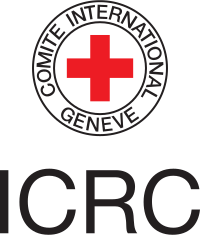 COMITE INTERNATIONAL
GENEVE
ICRC